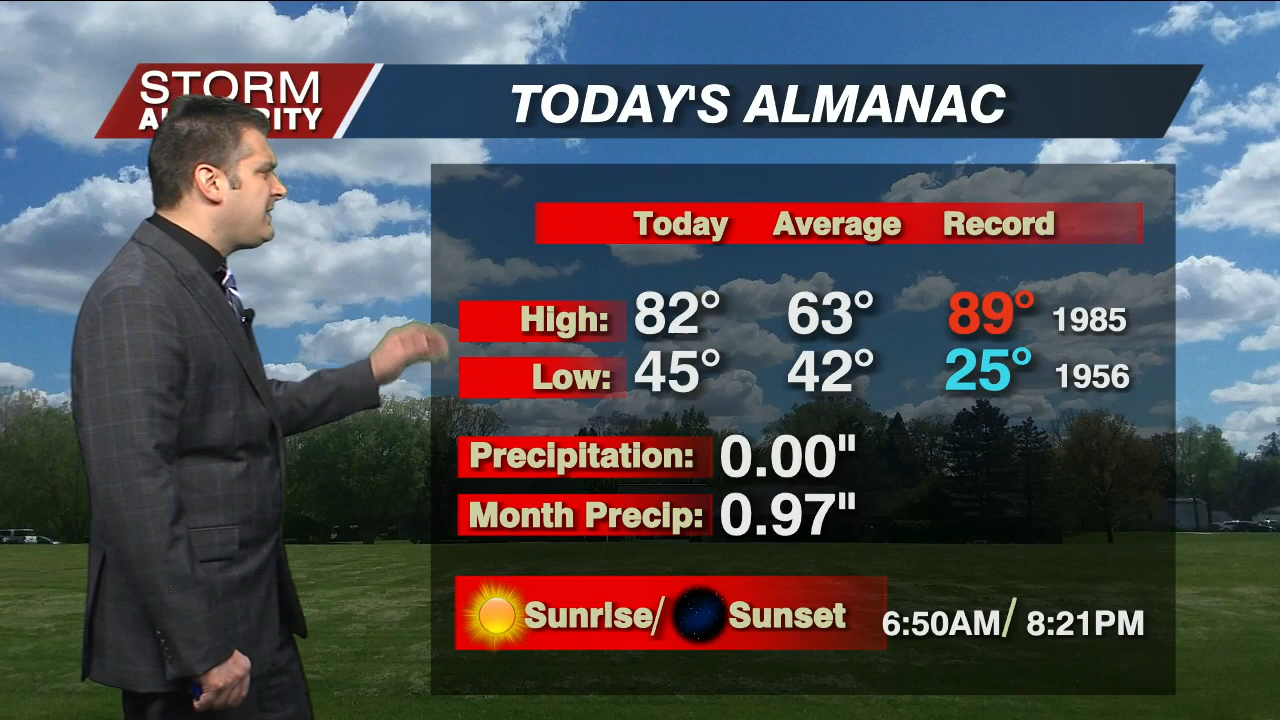 STORM
TODAY'S ALMANAC
Today Average Record
High: 82° 63° 89° 1985
Low: 45° 42° 25° 1956
Precipitation: 0.00"
Month Precip: 0.97"
Sunrise/ Sunset 6:50AM/ 8:21PM